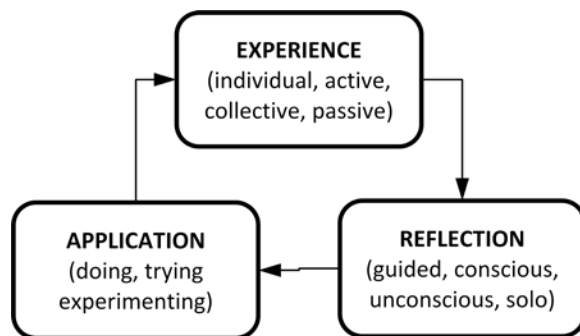 EXPERIENCE
(individual, active,
collective, passive)
APPLICATION
(doing, trying
experimenting)
REFLECTION
(guided, conscious,
unconscious, solo)